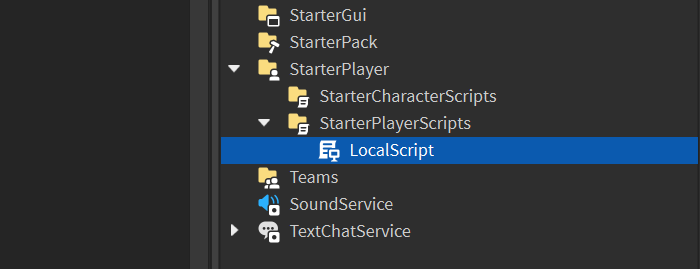 StarterGui
StarterPack
StarterPlayer
StarterCharacterScripts
StarterPlayerScripts
LocalScript
Teams
SoundService
TextChatService